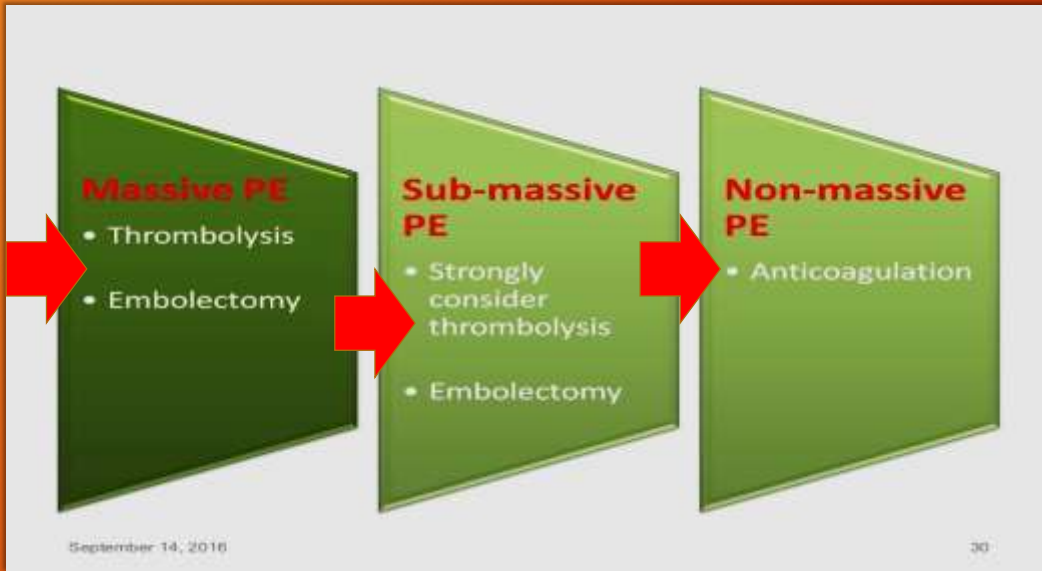 Massive PE
• Thrombolysis
• Embolectomy
Sub-massive
PE
• Strongly
consider
thrombolysis
• Embolectomy
Non-massive
PE
• Anticoagulation
September 14, 2016
30